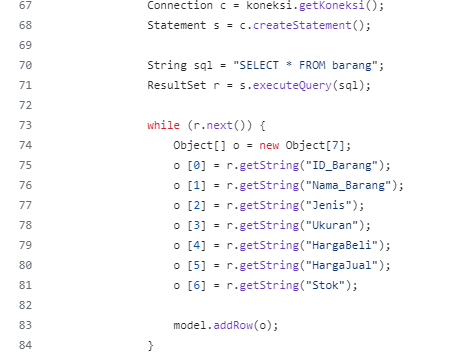 67 Connection c = koneksi.getKoneksi();
68 Statement s = c.createStatement();
69
70 String sql = "SELECT * FROM barang";
71 ResultSet r = s.executeQuery(sql);
72
73 while (r.next()) {
74 Object[] o = new Object[7];
75 o [0] = r.getString("ID_Barang");
76 o [1] = r.getString("Nama_Barang");
77 o [2] = r.getString("Jenis");
78 o [3] = r.getString("Ukuran");
79 o [4] = r.getString("HargaBeli");
80 o [5] = r.getString("HargaJual");
81 o [6] = r.getString("Stok");
82
83 model.addRow(o);
84 }